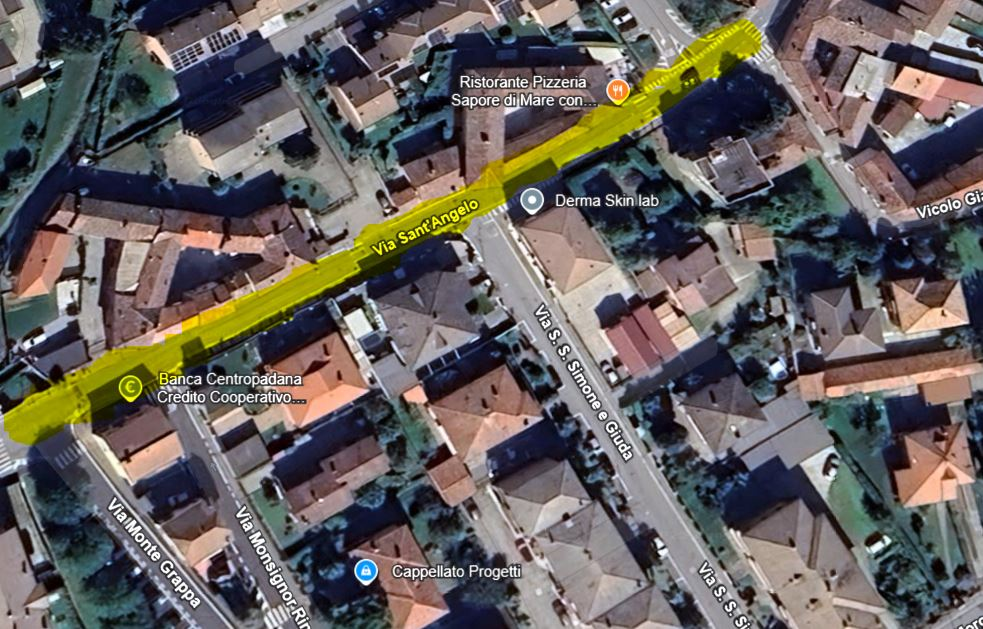 Ristorante Pizzeria
Sapore di Mare con...
Derma Skin lab
Vicolo Gia
Via Sant'Angelo
Via S. S. Simone e Giuda
Banca Centropadana
Credito Cooperativo...
Via Monte Grappa
Via Monsignor Rin
Cappellato Progetti
Via S. S. Si